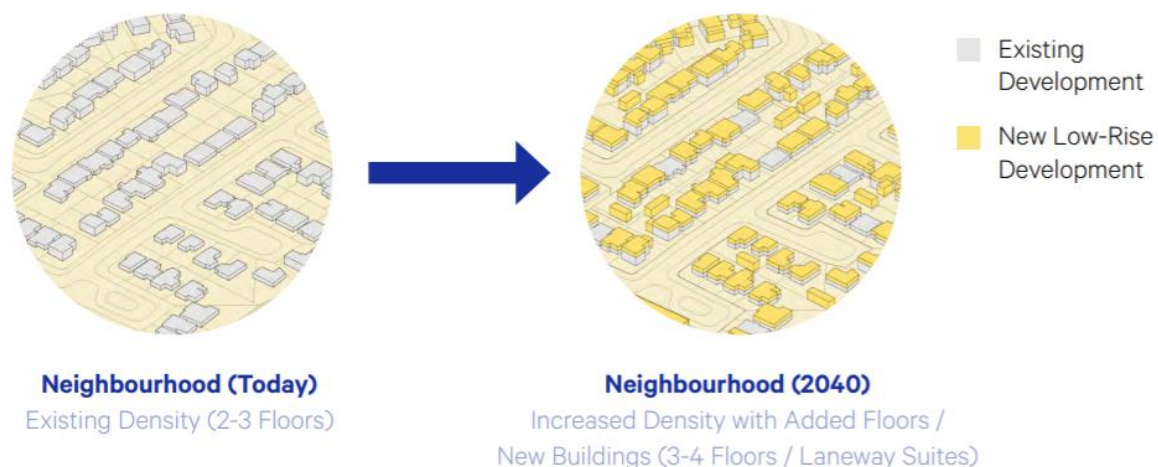 Existing
Development
New Low-Rise
Development
Neighbourhood (Today)
Existing Density (2-3 Floors)
Neighbourhood (2040)
Increased Density with Added Floors /
New Buildings (3-4 Floors / Laneway Suites)